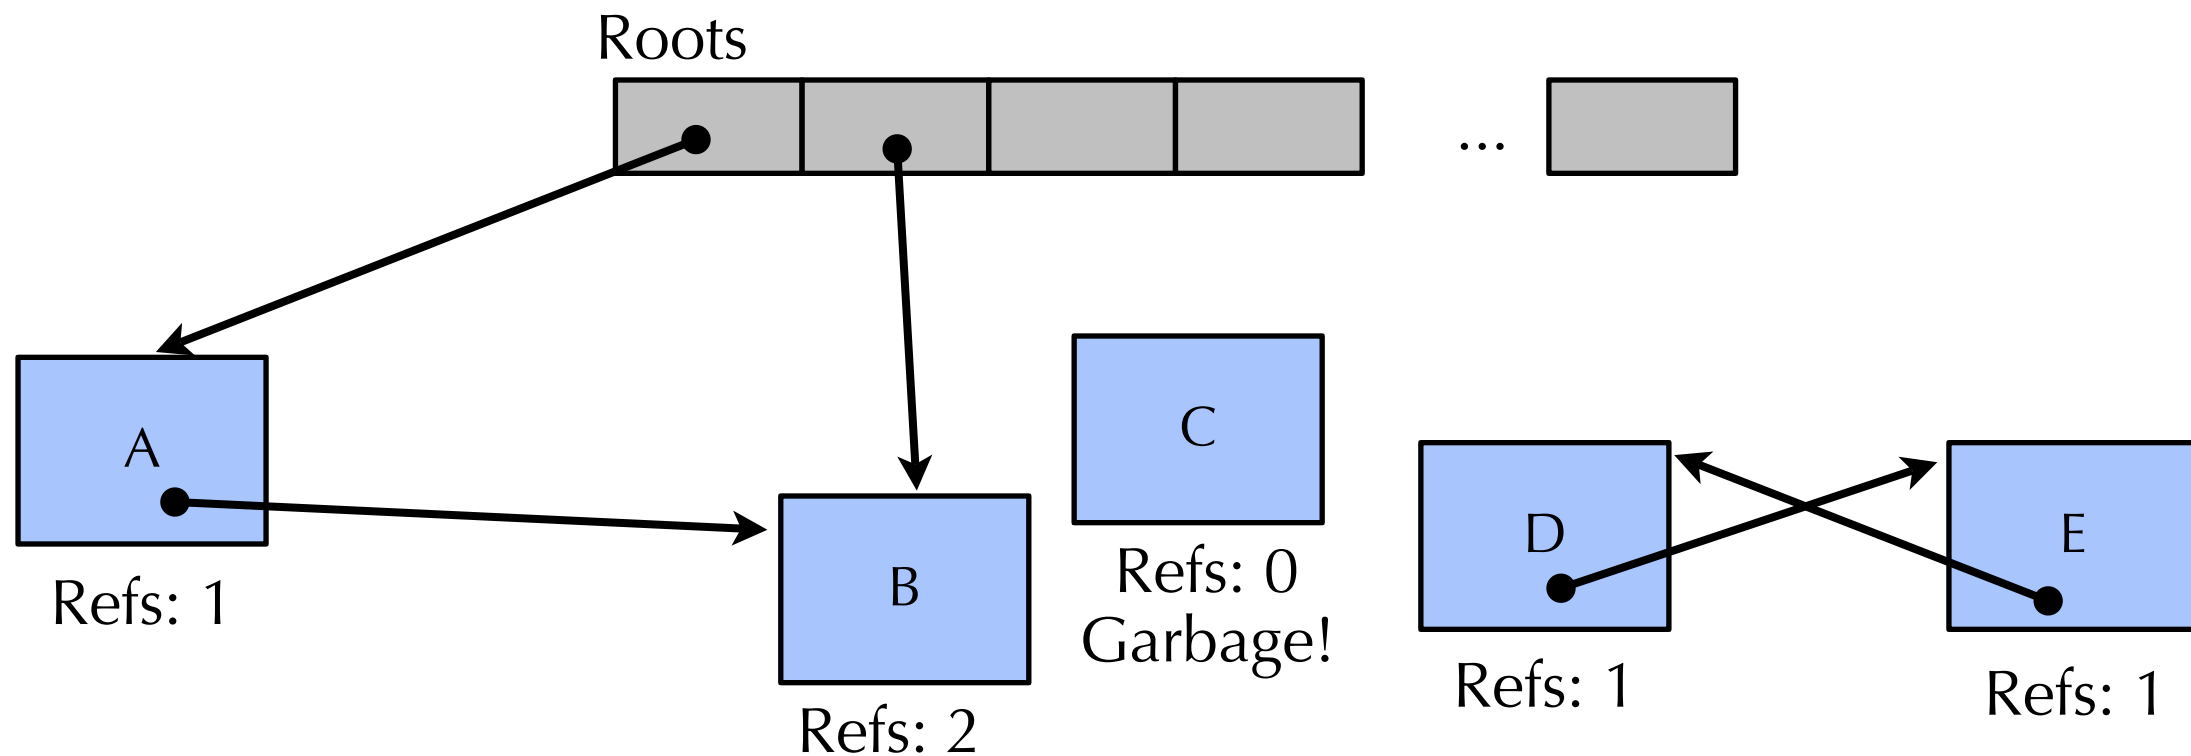 Roots
...
A
B
C
D
E
Refs: 1
Refs: 2
Refs: 0
Garbage!
Refs: 1
Refs: 1